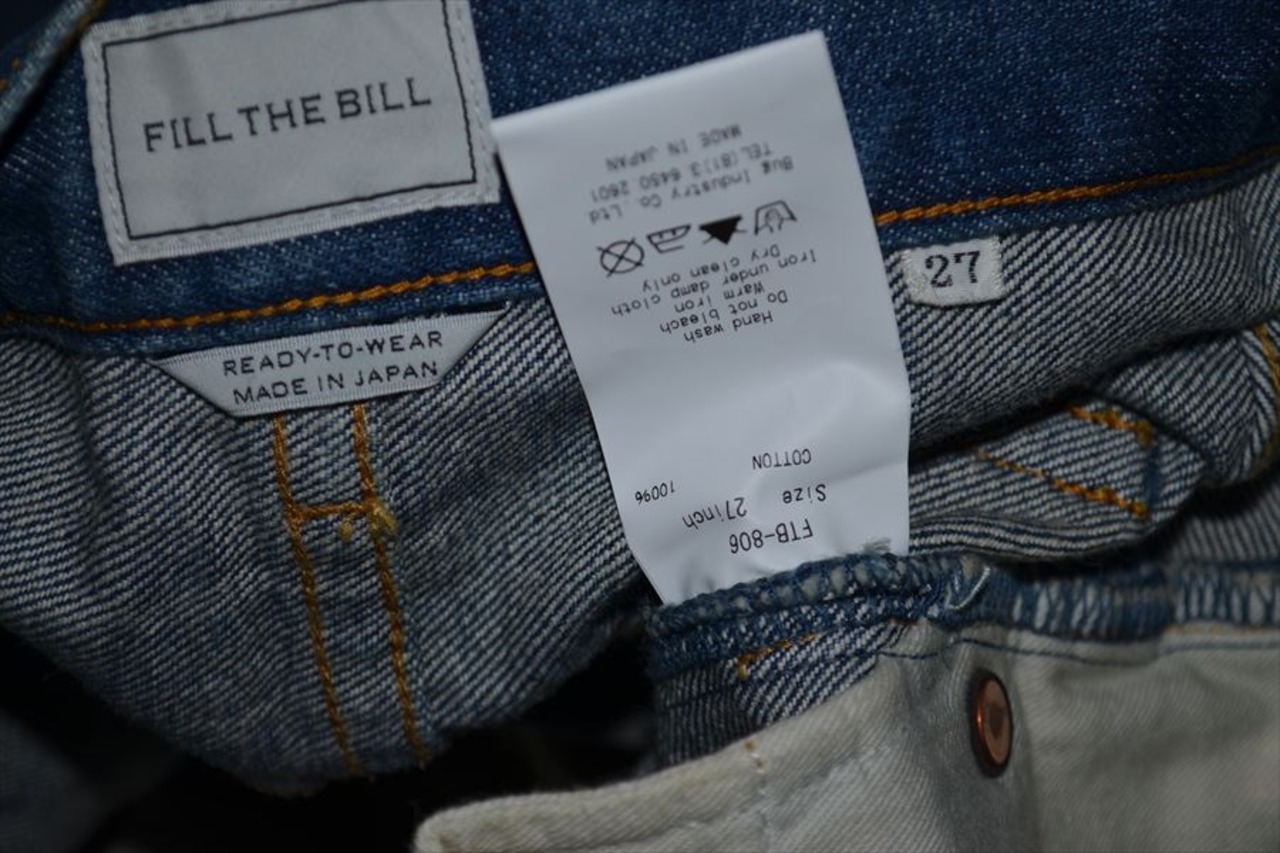 FILL THE BILL
READY-TO-WEAR
MADE IN JAPAN
27
FTB-806
Size 27inch
COTTON
10096
Hand wash
Do not bleach
Warm iron
Iron under damp cloth
Dry clean only
Bug Industry Co.,Ltd
TEL(81)3 6450 2601
MADE IN JAPAN